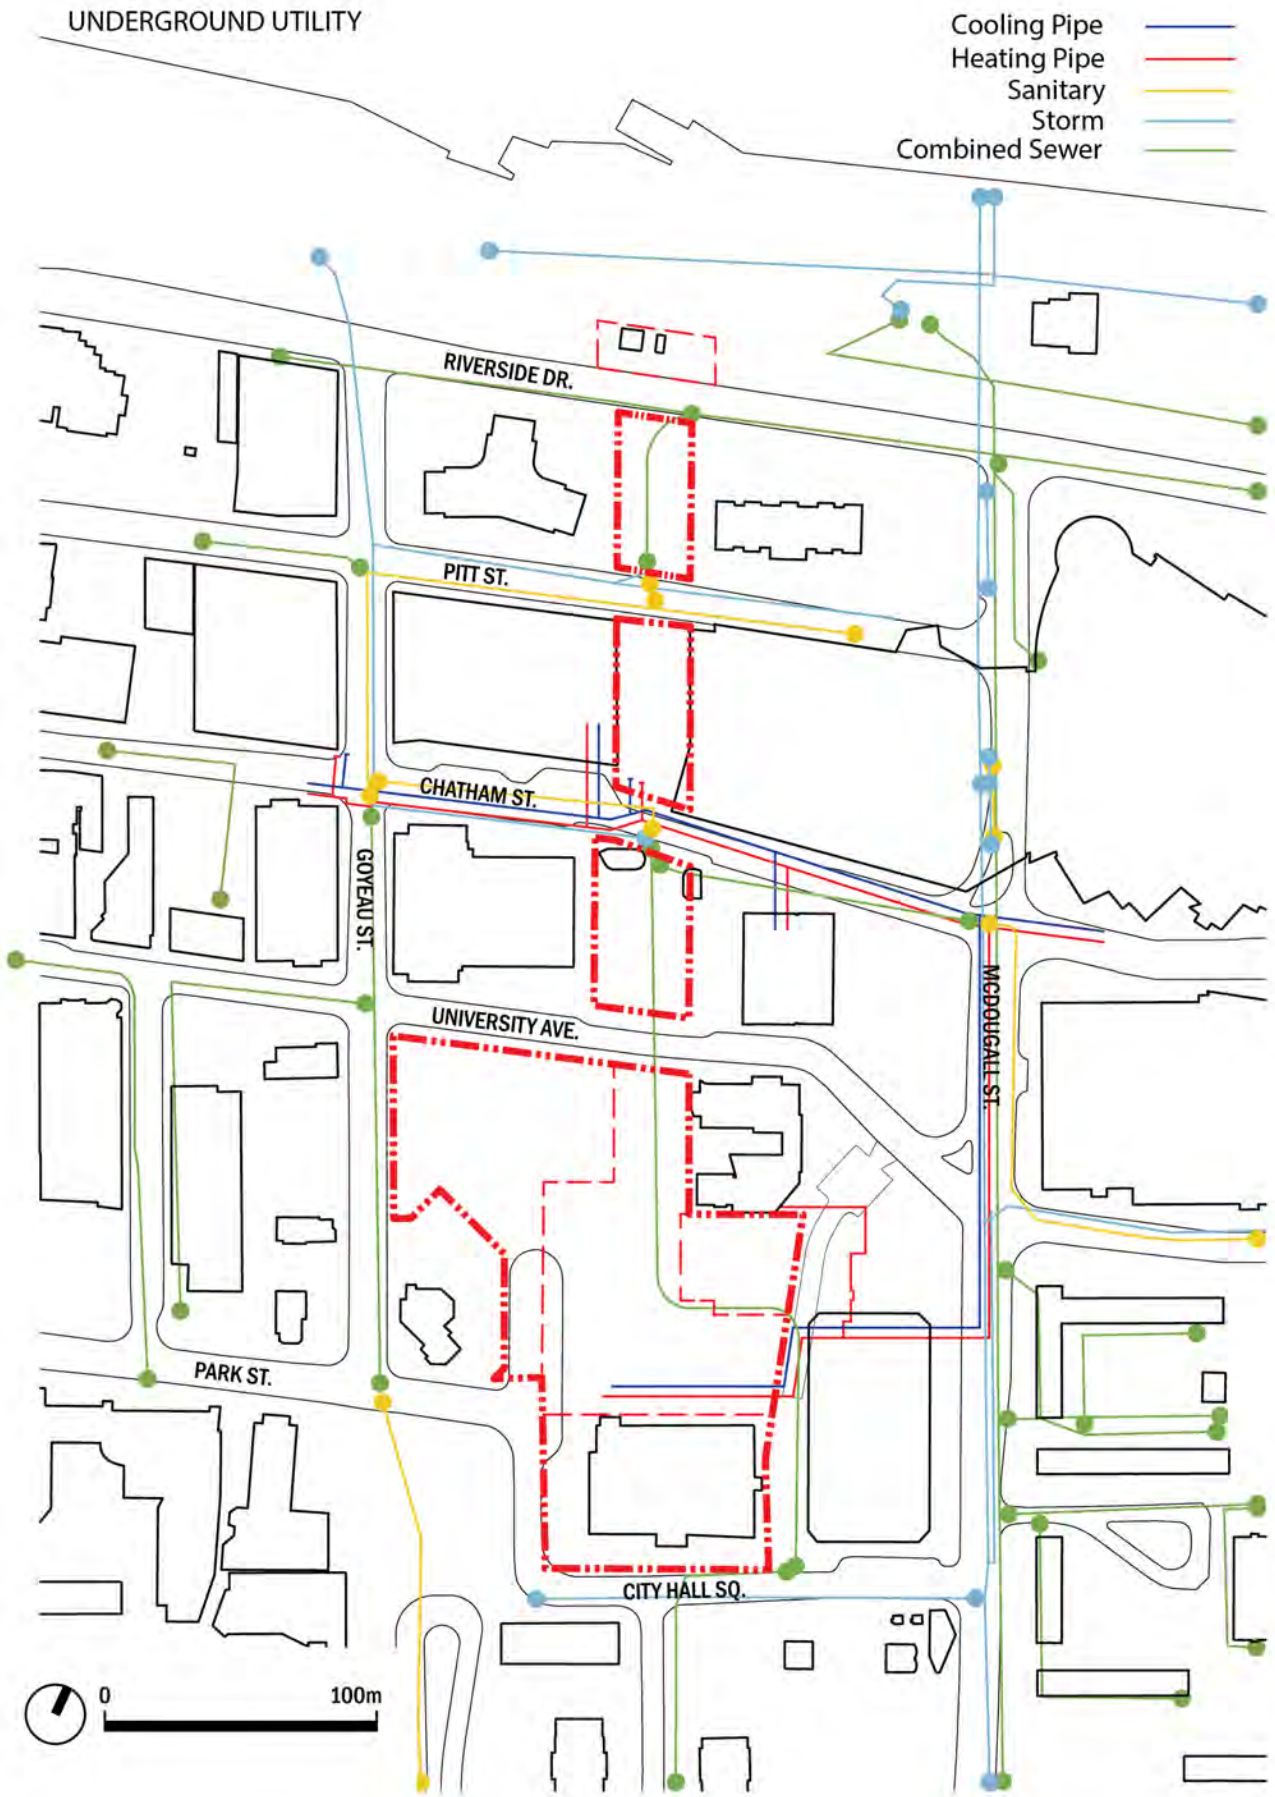 UNDERGROUND UTILITY
Cooling Pipe
Heating Pipe
Sanitary
Storm
Combined Sewer
RIVERSIDE DR.
PITT ST.
CHATHAM ST.
GOYEAU ST.
UNIVERSITY AVE.
MCDOUGALL ST.
PARK ST.
CITY HALL SQ.
0 100m